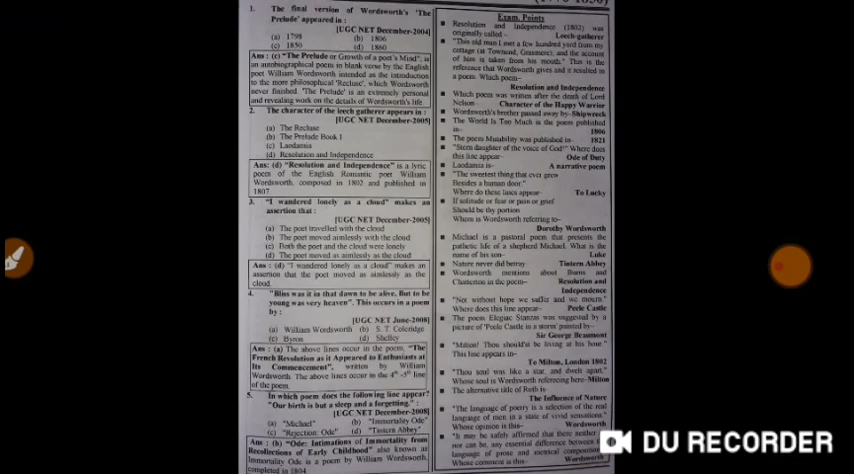 1. The final version of Wordsworth's 'The
Prelude' appeared in :
[UGC NET December-2004]
(a) 1798 (b) 1806
(c) 1850 (d) 1860
Ans : (c) "The Prelude or Growth of a poet's Mind", is
an autobiographical poem in blank verse by the English
poet William Wordsworth intended as the introduction
to the more philosophical 'Recluse', which Wordsworth
never finished. 'The Prelude' is an extremely personal
and revealing work on the details of Wordsworth's life.
2. The character of the leech gatherer appears in :
[UGC NET December-2005]
(a) The Recluse
(b) The Prelude Book I
(c) Laodamia
(d) Resolution and Independence
Ans: (d) "Resolution and Independence" is a lyric
poem of the English Romantic poet William
Wordsworth, composed in 1802 and published in
1807
3. "I wandered lonely as a cloud" makes an
assertion that :
[UGC NET December-2005]
(a) The poet travelled with the cloud
(b) The poet moved aimlessly with the cloud
(c) Both the poet and the cloud were lonely
(d) The poet moved as aimlessly as the cloud
Ans : (d) "I wandered lonely as a cloud" makes an
assertion that the poet moved as aimlessly as the
cloud.
4. "Bliss was it in that dawn to be alive, But to be
young was very heaven". This occurs in a poem
by :
[UGC NET June-2008]
(a) William Wordsworth (b) S. T. Coleridge
(c) Byron (d) Shelley
Ans : (a) The above lines occur in the poem, "The
French Revolution as it Appeared to Enthusiasts at
Its Commencement", written by William
Wordsworth. The above lines occur in the 4th -5th line
of the poem.
5. In which poem does the following line appear?
"Our birth is but a sleep and a forgetting." :
[UGC NET December-2008]
(a) "Michael" (b) "Immortality Ode"
(c) "Rejection: Ode" (d) "Tintern Abbey"
Ans : (b) "Ode: Intimations of Immortality from
Recollections of Early Childhood" also known as
Immortality Ode is a poem by William Wordsworth,
completed in 1804
Exam. Points
Resolution and Independence (1802) was
originally called – Leech-gatherer
"This old man I met a few hundred yard from my
cottage (at Townend, Grasmere), and the account
of him is taken from his mouth." This is the
reference that Wordsworth gives and it resulted in
a poem. Which poem–
Resolution and Independence
Which poem was written after the death of Lord
Nelson– Character of the Happy Warrior
Wordsworth's brother passed away by- Shipwreck
The World Is Too Much is the poem published
in– 1806
The poem Mutability was published in– 1821
"Stern daughter of the voice of God!" Where does
this line appear– Ode of Duty
Laodamia is– A narrative poem
"The sweetest thing that ever grew
Besides a human door."
Where do these lines appear– To Lucky
If solitude or fear or pain or grief
Should be thy portion
Whom is Wordsworth referring to–
Dorothy Wordsworth
Michael is a pastoral poem that presents the
pathetic life of a shepherd Michael. What is the
name of his son– Luke
Nature never did betray– Tintern Abbey
Wordsworth mentions about Burns and
Chatterton in the poem– Resolution and
Independence
"Not without hope we suffer and we mourn."
Where does this line appear– Peele Castle
The poem Elegiac Stanzas was suggested by a
picture of 'Peele Castle in a storm' painted by–
Sir George Beaumont
"Milton! Thou should'st be living at his hour"
This line appears in–
To Milton, London 1802
"Thou soul was like a star, and dwelt apart."
Whose soul is Wordsworth referencing here– Milton
The alternative title of Ruth is–
The Influence of Nature
"The language of poetry is a selection of the real
language of men in a state of vivid sensations".
Whose opinion is this– Wordsworth
"It may be safely affirmed that there neither
nor can be, any essential difference between
language of prose and metrical composition
Whose comment is this– Wordsworth
DU RECORDER